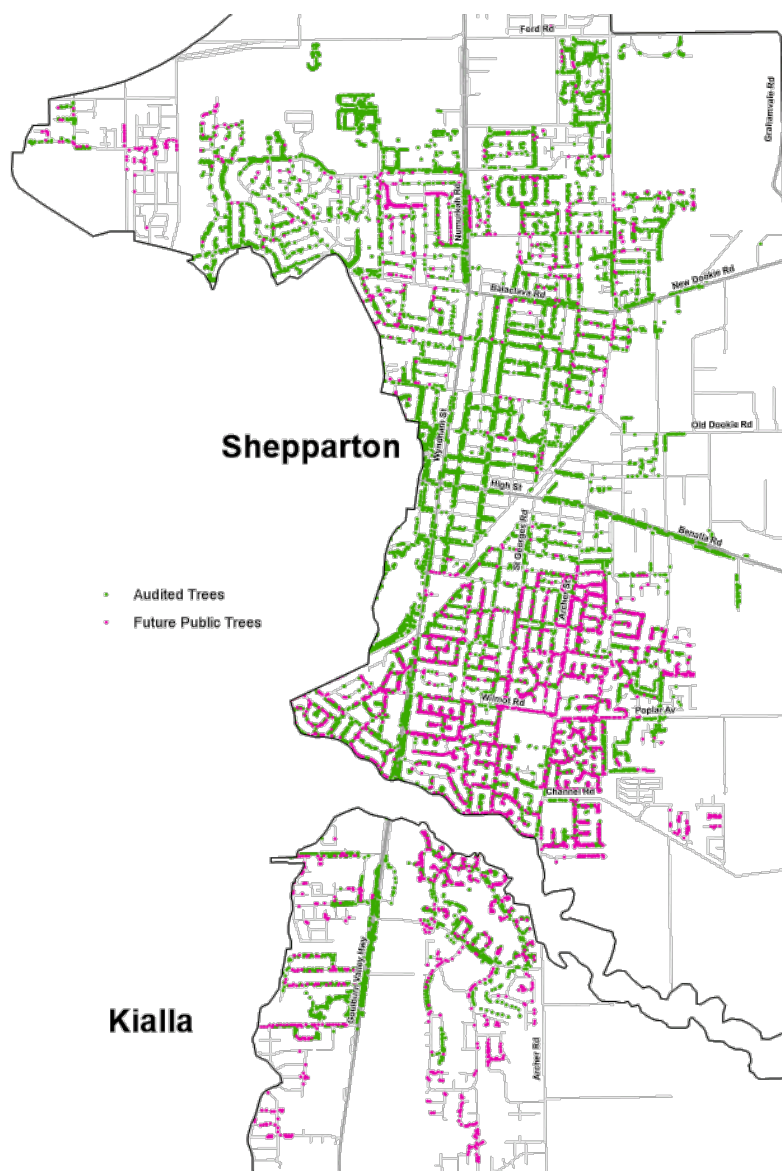 Ford Rd
Grahamvale Rd
Numurkah Rd
New Dookie Rd
Balaclava Rd
Wyndham St
Old Dookie Rd
Shepparton
High St
St Georges Rd
Benalla Rd
Archer St
Audited Trees
Future Public Trees
Wilmot Rd
Poplar Av
Channel Rd
Goulburn Valley Hwy
Kialla
Archer Rd